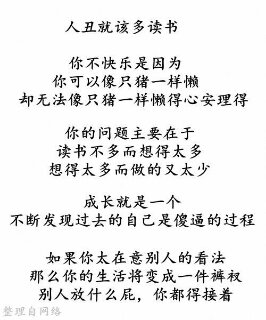 人丑就该多读书
你不快乐是因为
你可以像只猪一样懒
却无法像只猪一样懒得心安理得
你的问题主要在于
读书不多而想得太多
想得太多而做的又太少
成长就是一个
不断发现过去的自己是傻逼的过程
如果你太在意别人的看法
那么你的生活将变成一件裤衩
别人放什么屁，你都得接着
整理自网络